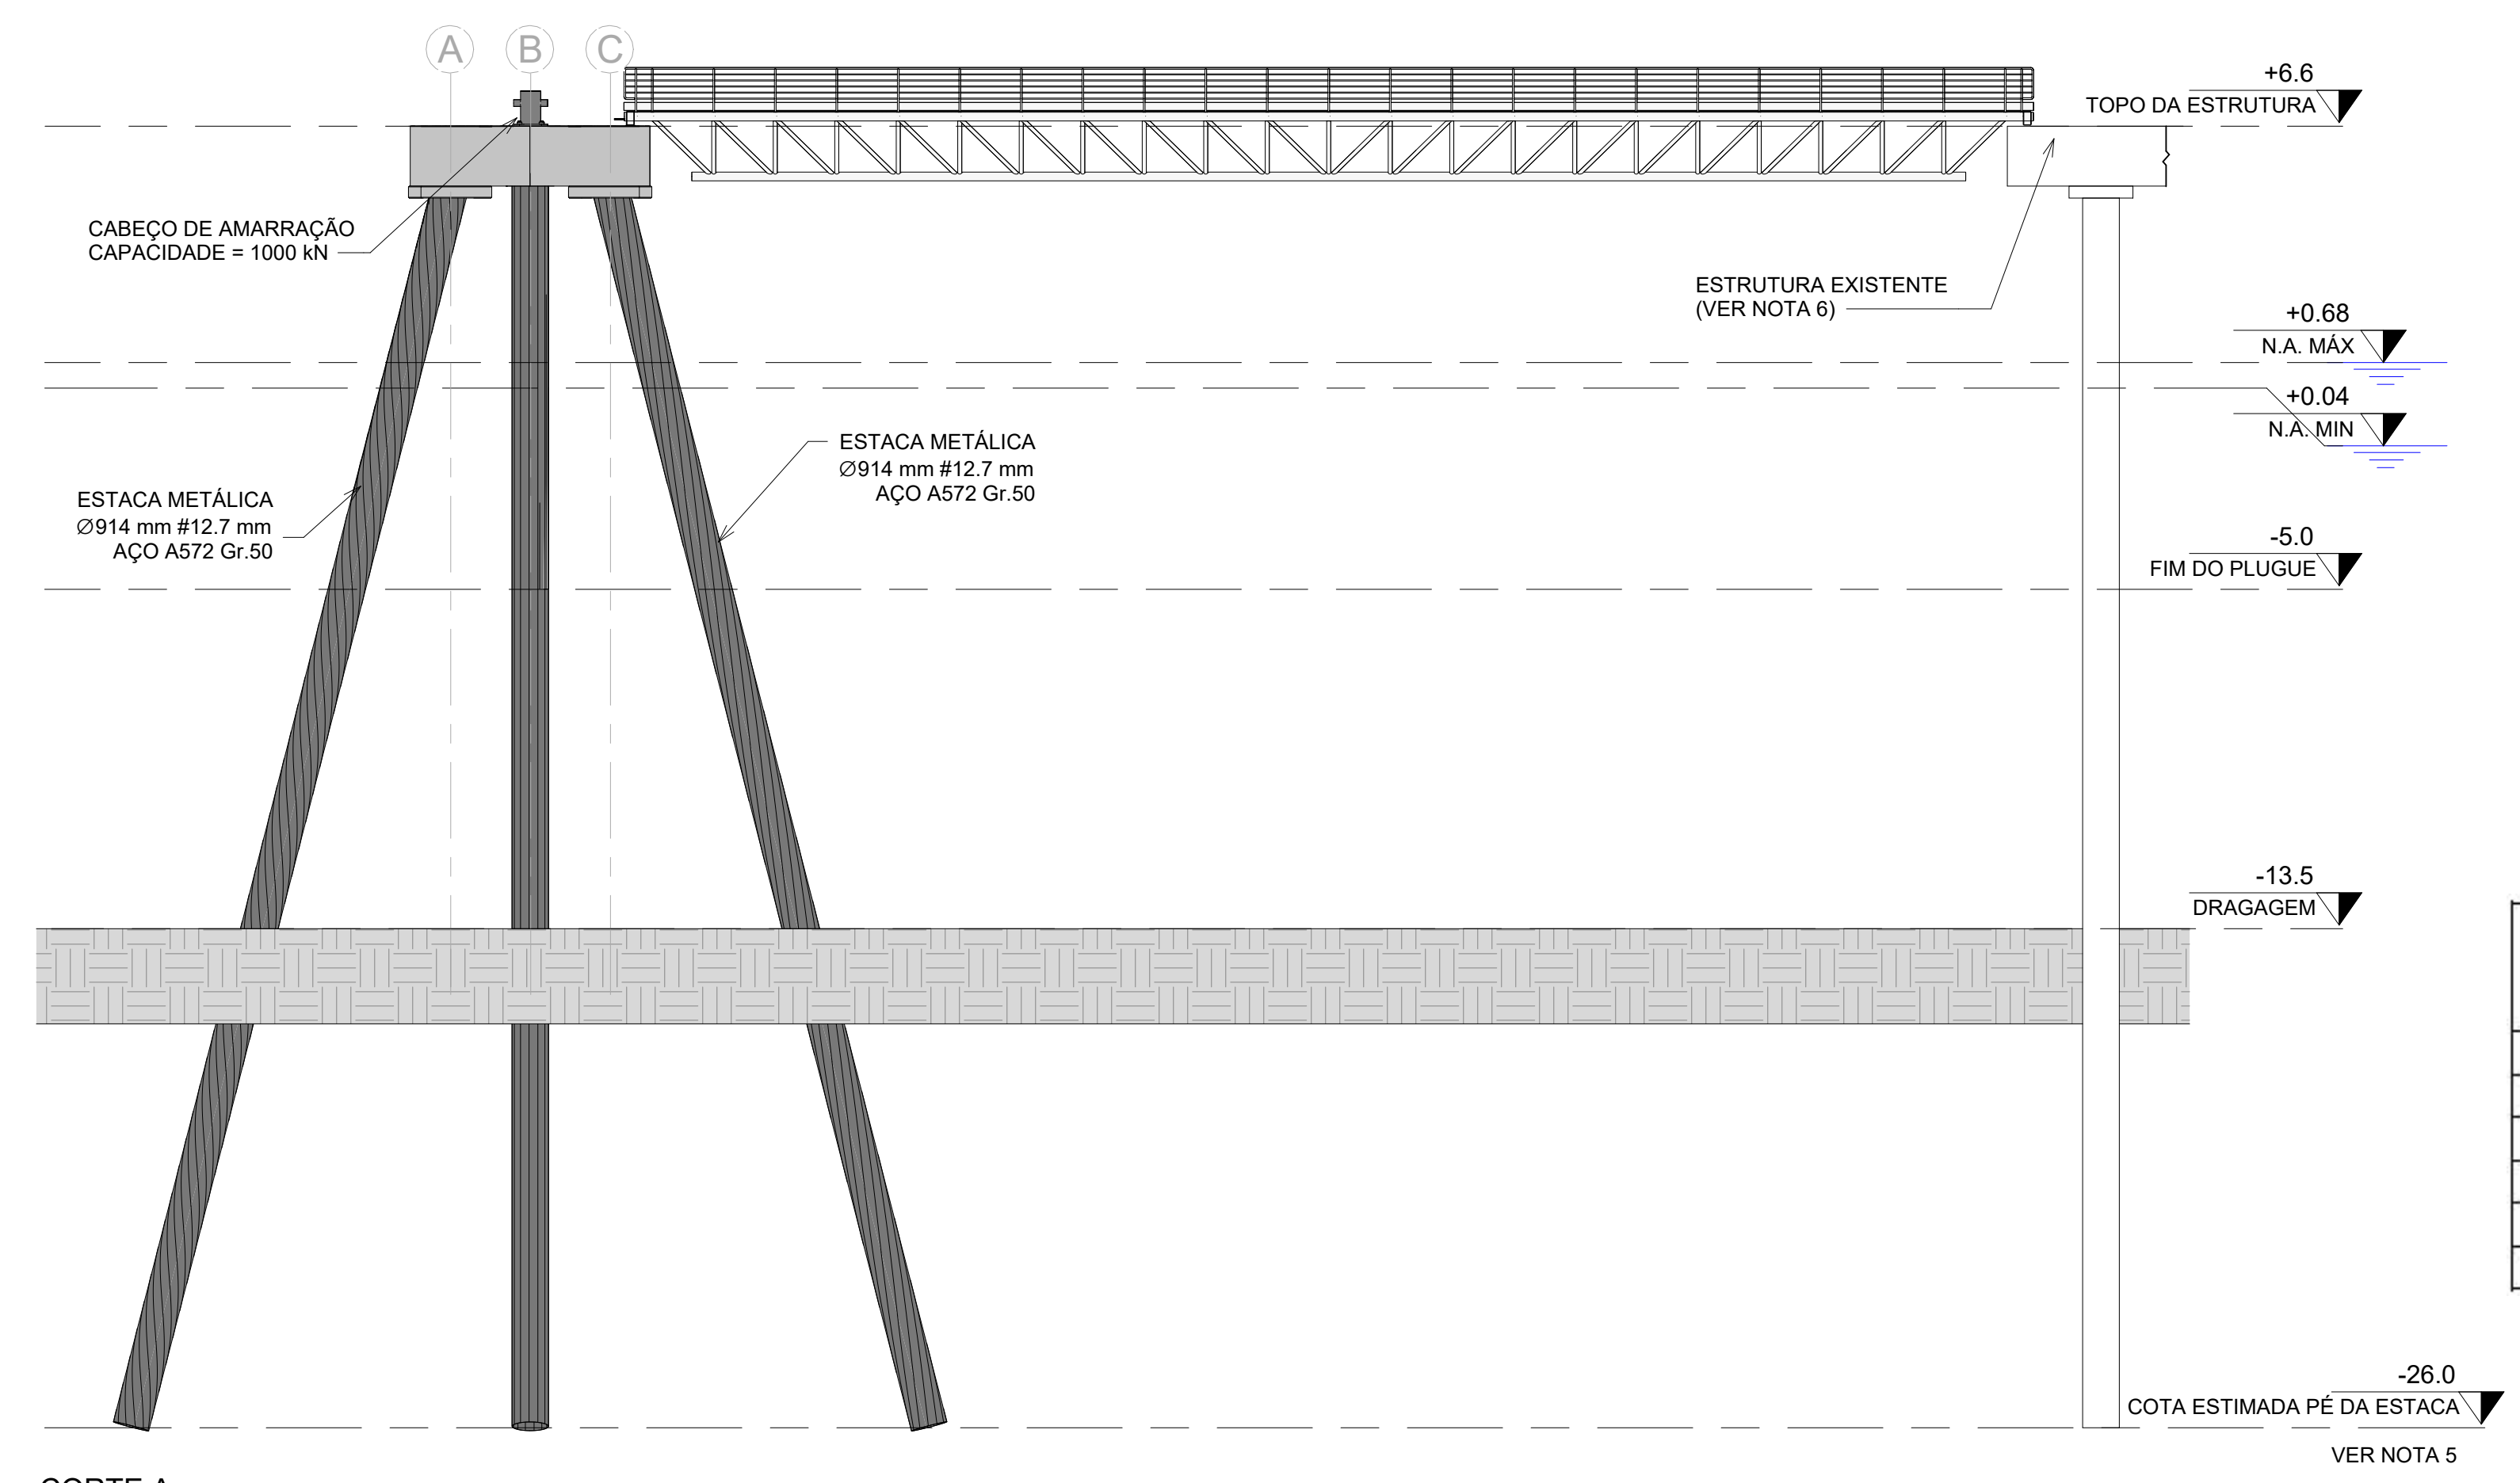 A
B
C
+6.6
TOPO DA ESTRUTURA
CABEÇO DE AMARRAÇÃO
CAPACIDADE = 1000 kN
ESTRUTURA EXISTENTE
(VER NOTA 6)
+0.68
N.A. MÁX
+0.04
N.A. MIN
ESTACA METÁLICA
Ø914 mm #12.7 mm
AÇO A572 Gr.50
ESTACA METÁLICA
Ø914 mm #12.7 mm
AÇO A572 Gr.50
-5.0
FIM DO PLUGUE
-13.5
DRAGAGEM
-26.0
COTA ESTIMADA PÉ DA ESTACA
VER NOTA 5
CORTE A